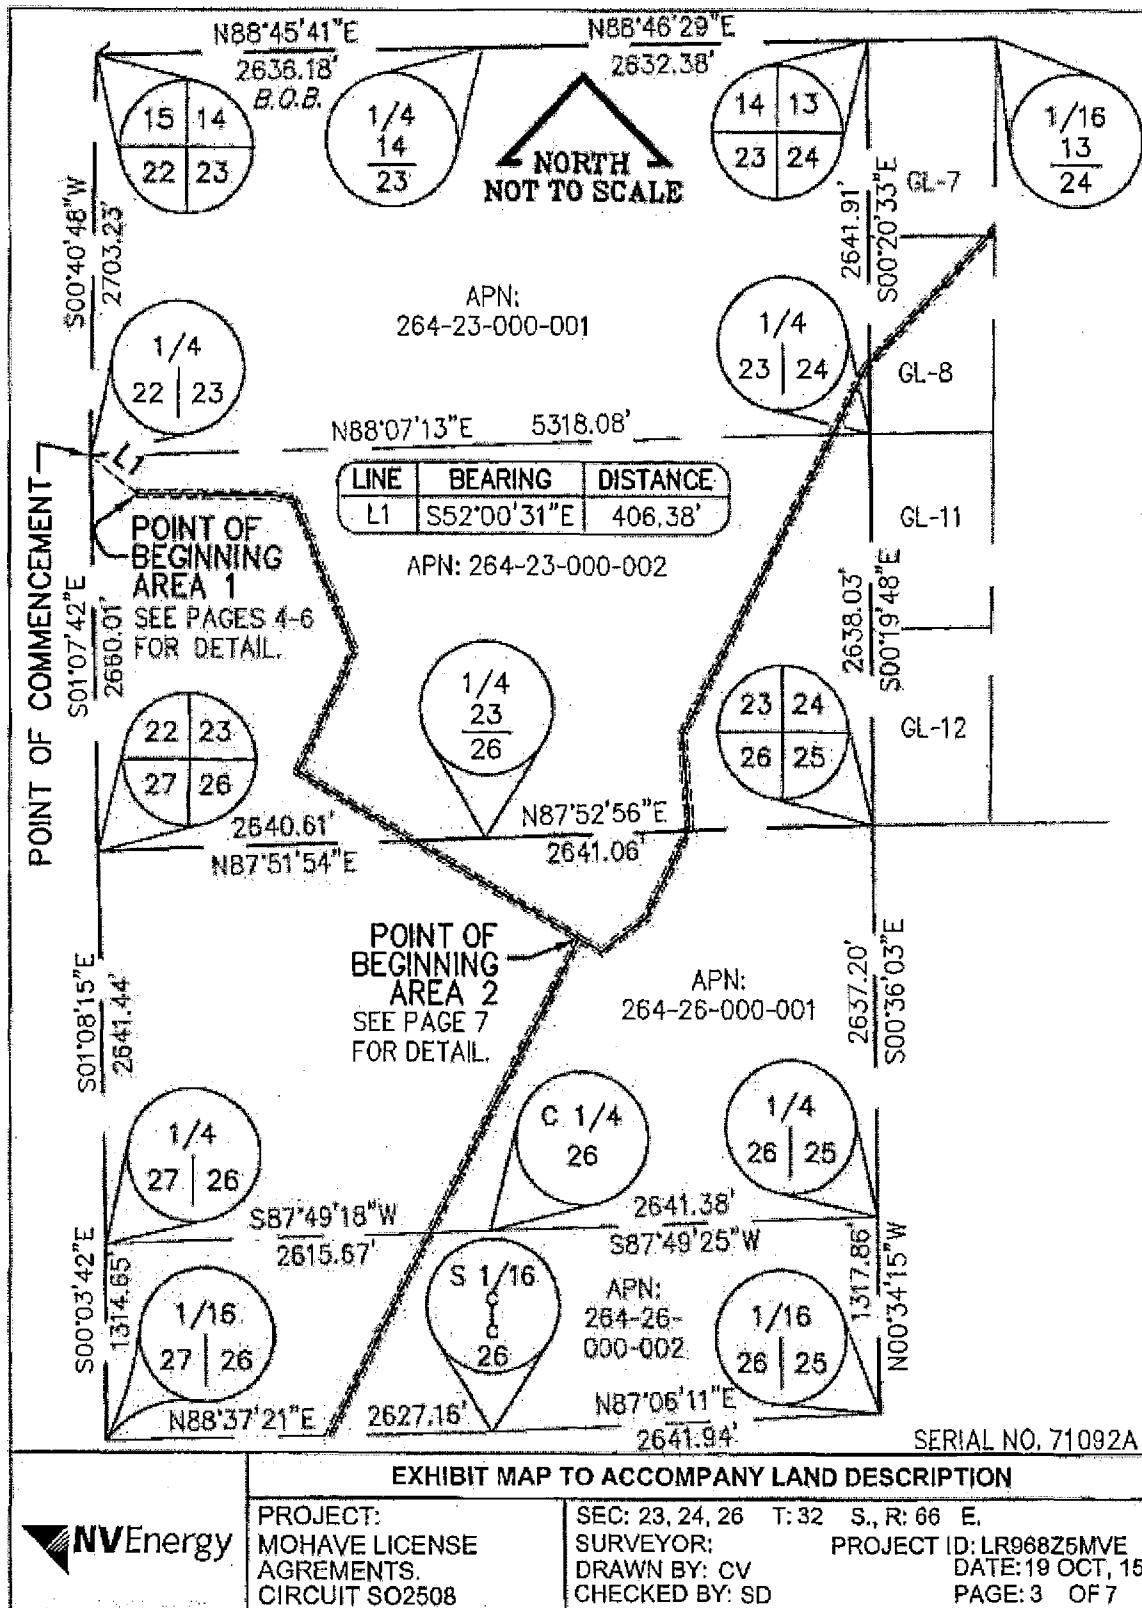 N88°45'41"E
2636.18'
B.O.B.
N88°46'29"E
2632.38'
15 14
22 23
1/4
14
23
NORTH
NOT TO SCALE
14 13
23 24
1/16
13
24
S00°40'48"W
2703.23'
2641.91'
S00°20'33"E
GL-7
APN:
264-23-000-001
1/4
22 23
1/4
23 24
GL-8
N88°07'13"E 5318.08'
L1
LINE BEARING DISTANCE
L1 S52°00'31"E 406.38'
POINT OF COMMENCEMENT
POINT OF
BEGINNING
AREA 1
SEE PAGES 4-6
FOR DETAIL.
APN: 264-23-000-002
GL-11
S01°07'42"E
2660.01'
2638.03'
S00°19'48"E
22 23
27 26
1/4
23
26
23 24
26 25
GL-12
2640.61'
N87°51'54"E
N87°52'56"E
2641.06'
POINT OF
BEGINNING
AREA 2
SEE PAGE 7
FOR DETAIL.
APN:
264-26-000-001
S01°08'15"E
2641.44'
2637.20'
S00°36'03"E
1/4
27 26
C 1/4
26
1/4
26 25
S87°49'18"W
2615.67'
2641.38'
S87°49'25"W
S00°03'42"E
1314.65'
1317.86'
N00°34'15"W
1/16
27 26
S 1/16
C
C
26
APN:
264-26-
000-002
1/16
26 25
N88°37'21"E 2627.16'
N87°06'11"E
2641.94'
SERIAL NO. 71092A
EXHIBIT MAP TO ACCOMPANY LAND DESCRIPTION
NVEnergy
PROJECT:
MOHAVE LICENSE
AGREMENTS.
CIRCUIT SO2508
SEC: 23, 24, 26 T: 32 S., R: 66 E.
SURVEYOR: PROJECT ID: LR968Z5MVE
DRAWN BY: CV DATE: 19 OCT, 15
CHECKED BY: SD PAGE: 3 OF 7